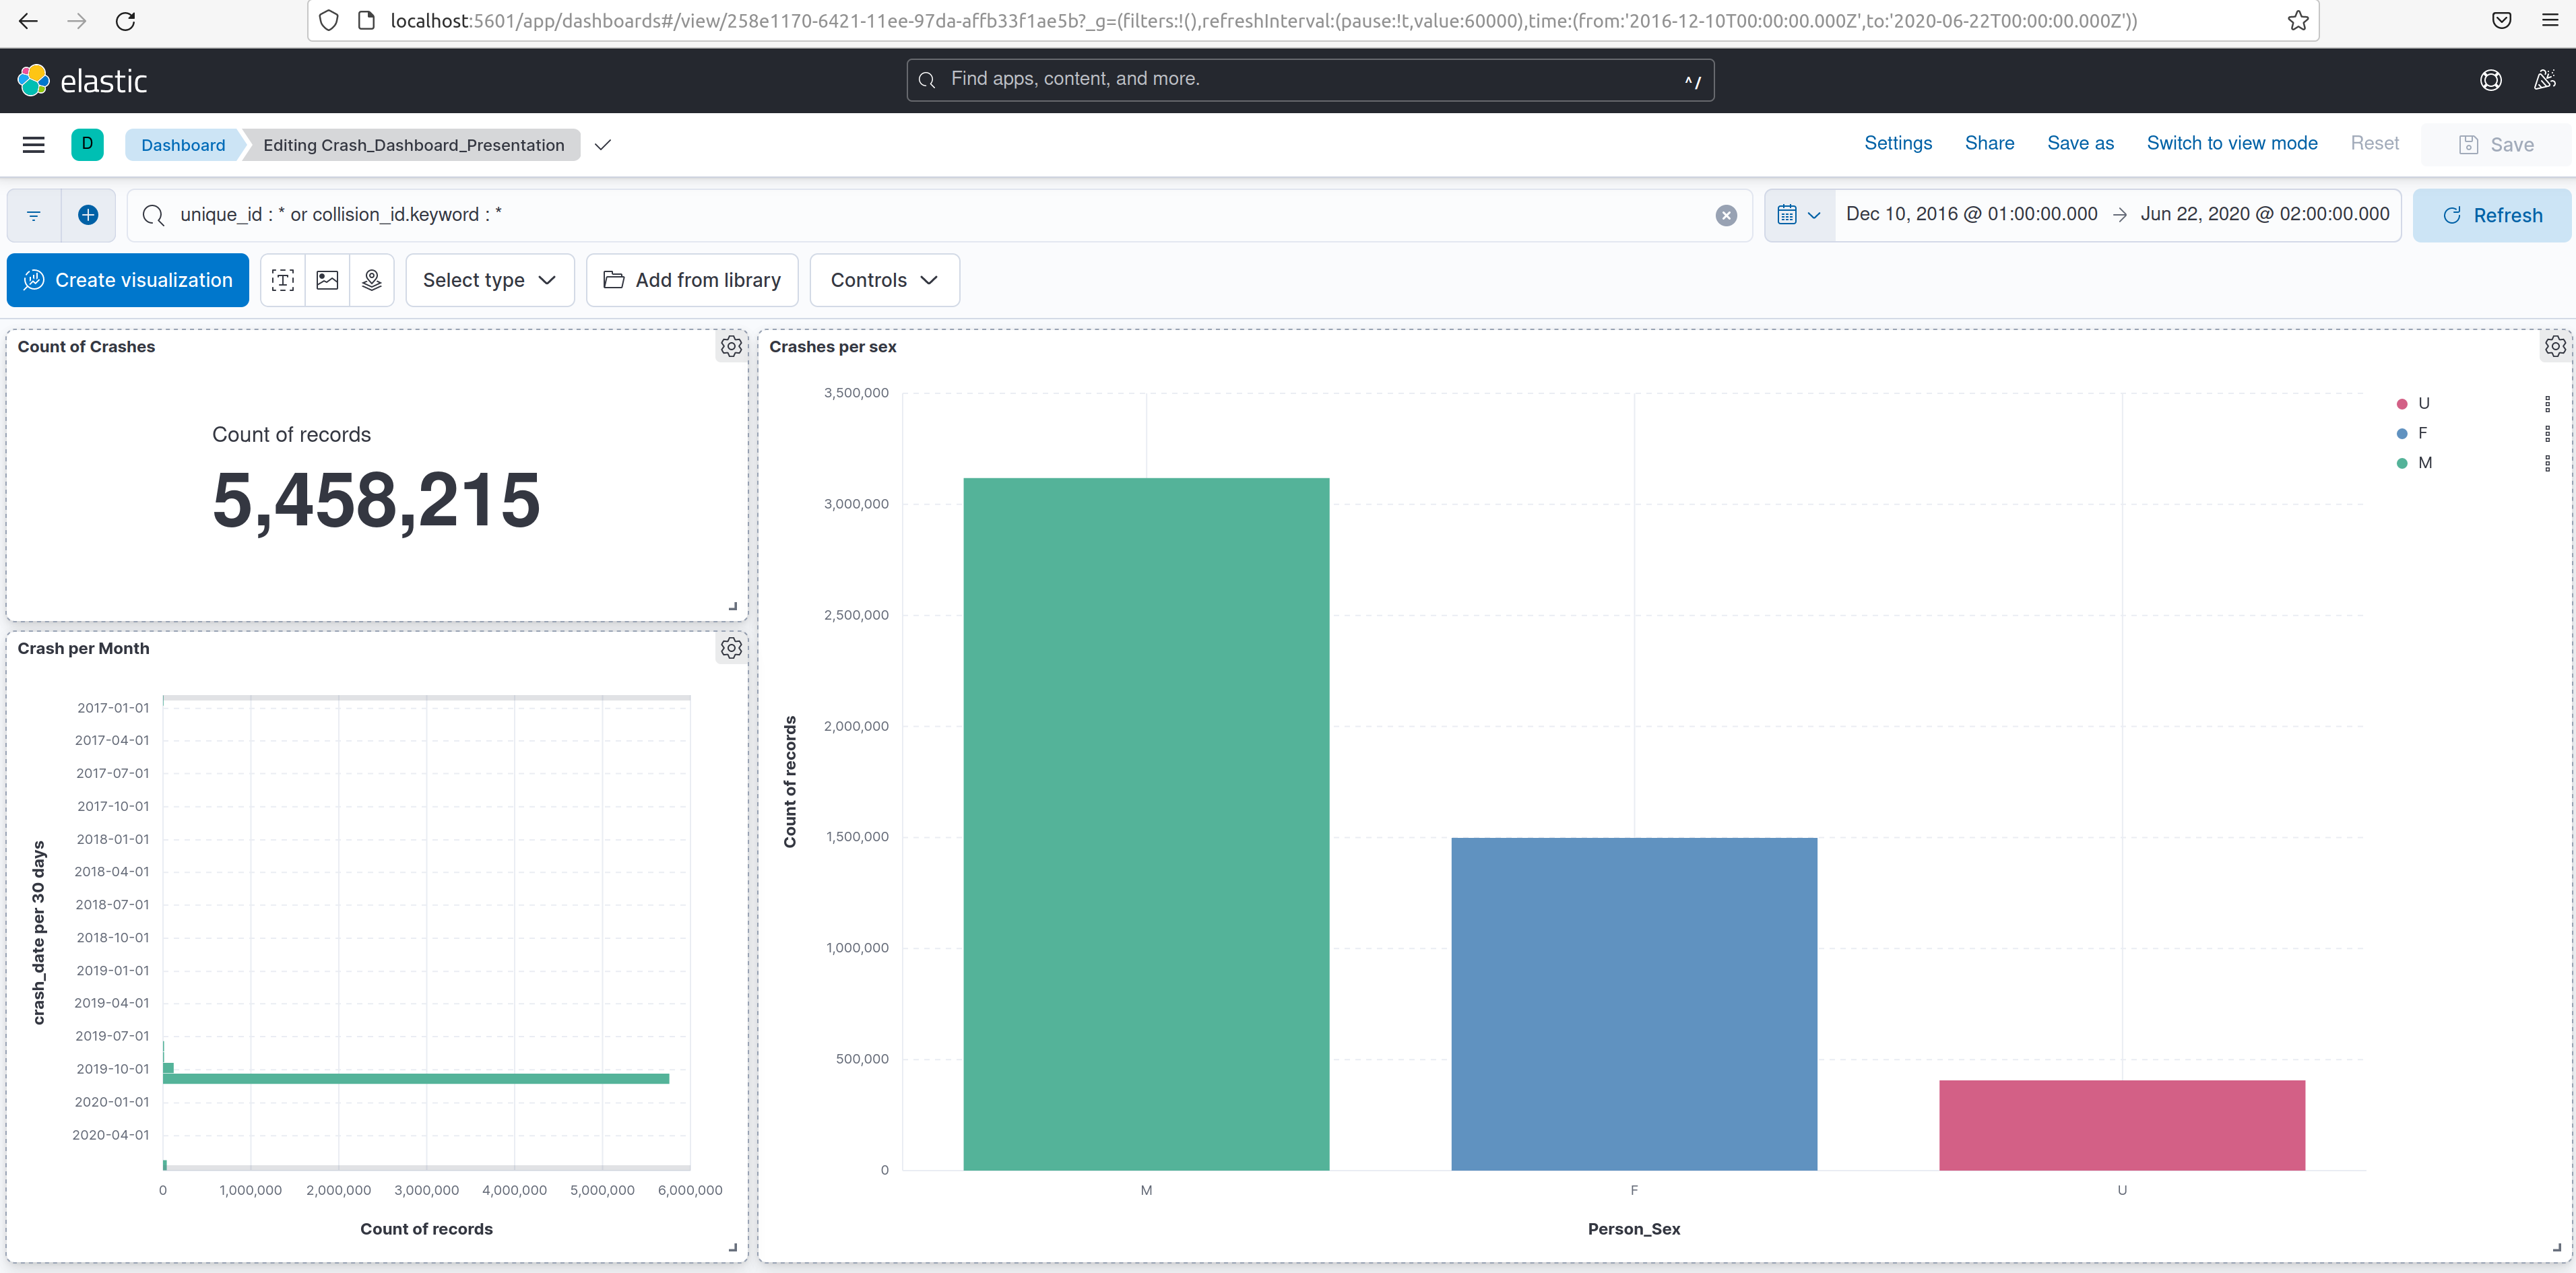 localhost:5601/app/dashboards#/view/258e1170-6421-11ee-97da-affb33f1ae5b?_g=(filters:!(),refreshInterval:(pause:!t,value:60000),time:(from:'2016-12-10T00:00:00.000Z',to:'2020-06-22T00:00:00.000Z'))
elastic
Find apps, content, and more.
^/
D
Dashboard
Editing Crash_Dashboard_Presentation
Settings
Share
Save as
Switch to view mode
Reset
Save
unique_id : * or collision_id.keyword : *
Dec 10, 2016 @ 01:00:00.000 → Jun 22, 2020 @ 02:00:00.000
Refresh
Create visualization
T
Select type
Add from library
Controls
Count of Crashes
Count of records
5,458,215
Crash per Month
crash_date per 30 days
2017-01-01
2017-04-01
2017-07-01
2017-10-01
2018-01-01
2018-04-01
2018-07-01
2018-10-01
2019-01-01
2019-04-01
2019-07-01
2019-10-01
2020-01-01
2020-04-01
0 1,000,000 2,000,000 3,000,000 4,000,000 5,000,000 6,000,000
Count of records
Crashes per sex
Count of records
3,500,000
3,000,000
2,500,000
2,000,000
1,500,000
1,000,000
500,000
0
M F U
Person_Sex
U
F
M